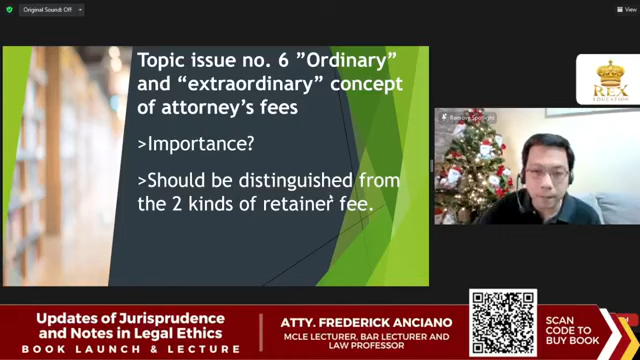 Original Sound: Off
View
Topic issue no. 6 ”Ordinary”
and “extraordinary” concept
of attorney’s fees
>Importance?
>Should be distinguished from
the 2 kinds of retainer fee.
REX
EDUCATION
Remove Spotlight
Updates of Jurisprudence
and Notes in Legal Ethics
BOOK LAUNCH & LECTURE
ATTY. FREDERICK ANCIANO
MCLE LECTURER, BAR LECTURER AND
LAW PROFESSOR
SCAN
CODE TO
BUY BOOK